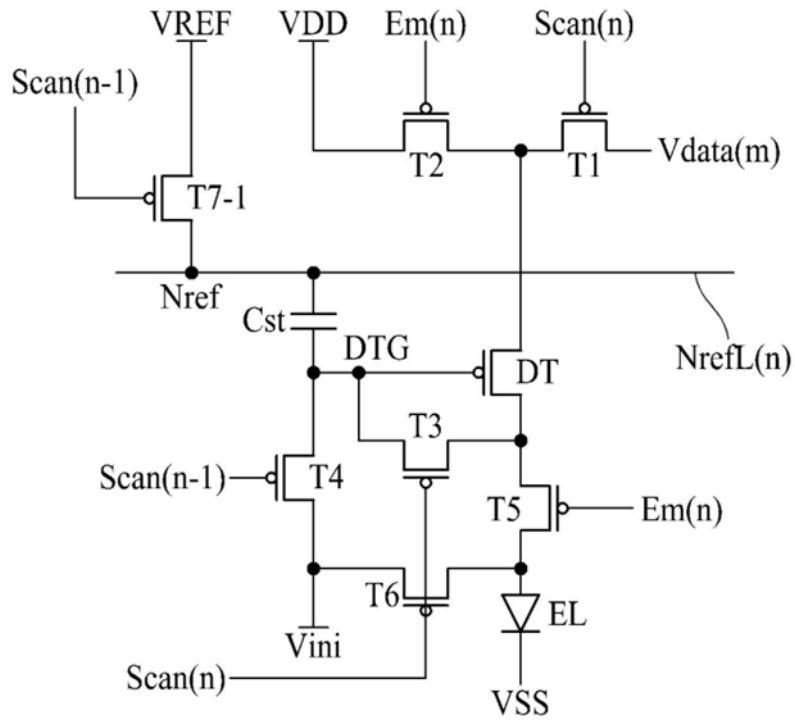 VREF
VDD
Em(n)
Scan(n)
Scan(n-1)
T2
T1
Vdata(m)
T7-1
Nref
Cst
DTG
DT
NrefL(n)
T3
Scan(n-1)
T4
T5
Em(n)
T6
EL
Vini
Scan(n)
VSS